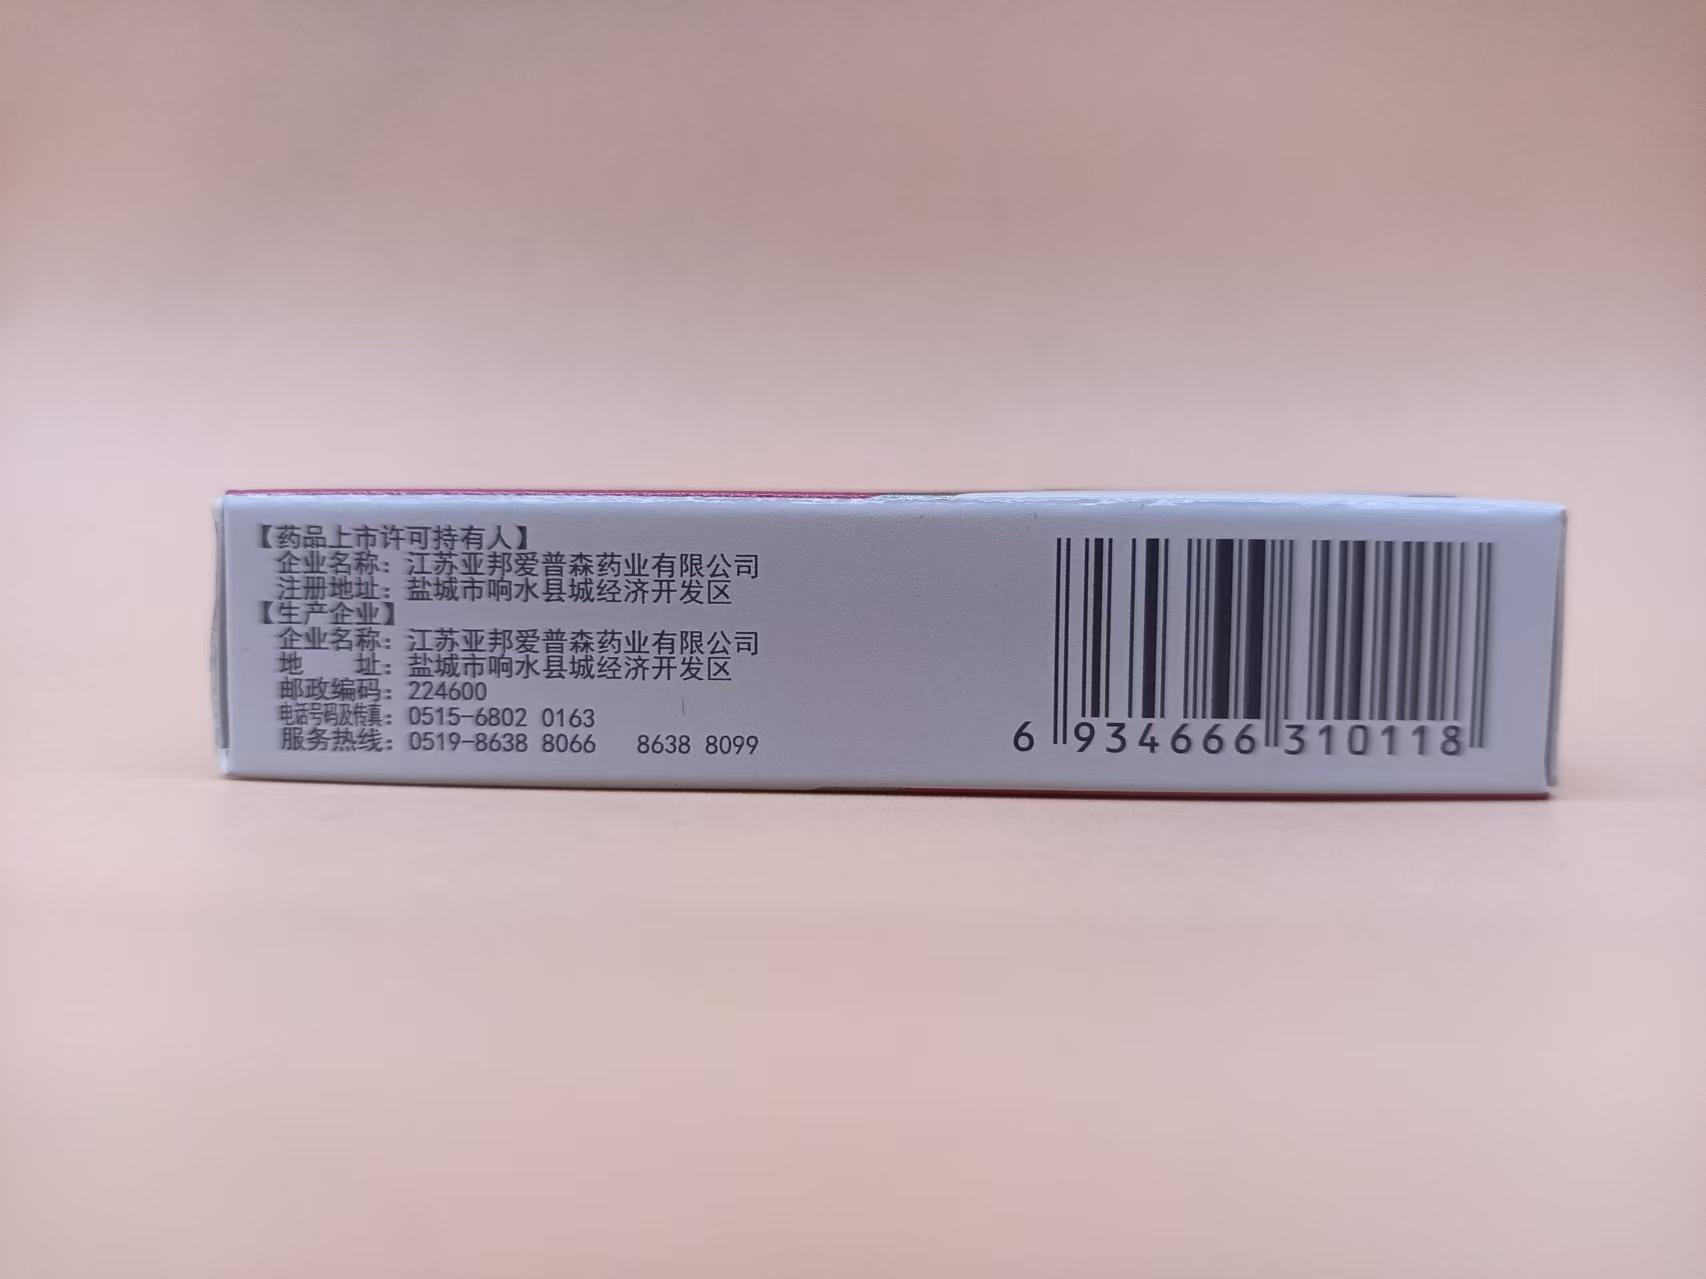 【药品上市许可持有人】
企业名称：江苏亚邦爱普森药业有限公司
注册地址：盐城市响水县城经济开发区
【生产企业】
企业名称：江苏亚邦爱普森药业有限公司
地　　址：盐城市响水县城经济开发区
邮政编码：224600
电话号码及传真：0515-6802 0163
服务热线：0519-8638 8066　8638 8099
6 934666 310118